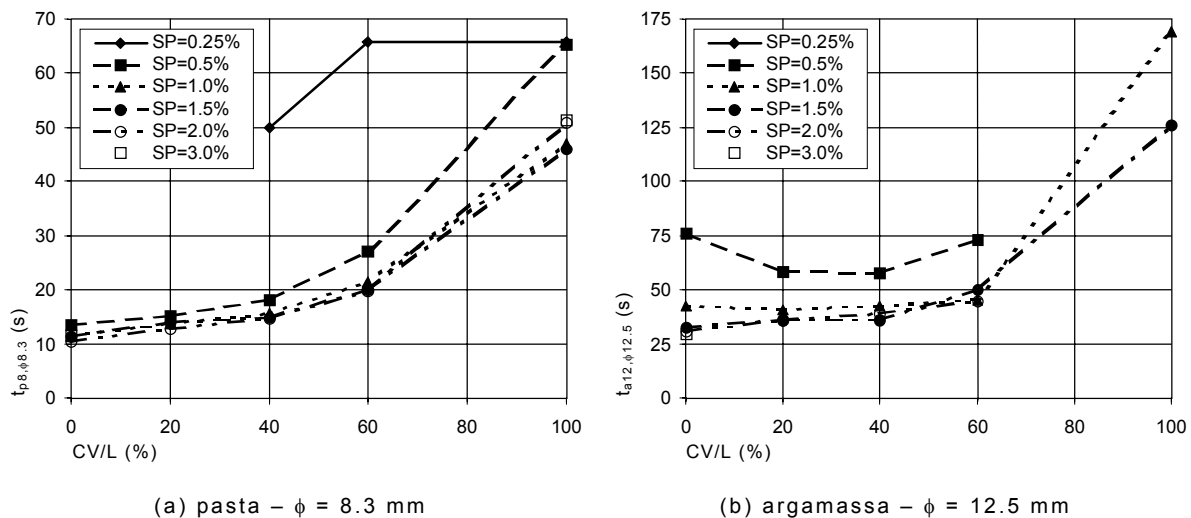 70
60
50
40
30
20
10
0
SP=0.25%
SP=0.5%
SP=1.0%
SP=1.5%
SP=2.0%
SP=3.0%
0 20 40 60 80 100
CV/L (%)
tp8,ϕ8.3 (s)
(a) pasta – ϕ = 8.3 mm
175
150
125
100
75
50
25
0
SP=0.25%
SP=0.5%
SP=1.0%
SP=1.5%
SP=2.0%
SP=3.0%
0 20 40 60 80 100
CV/L (%)
ta12,ϕ12.5 (s)
(b) argamassa – ϕ = 12.5 mm